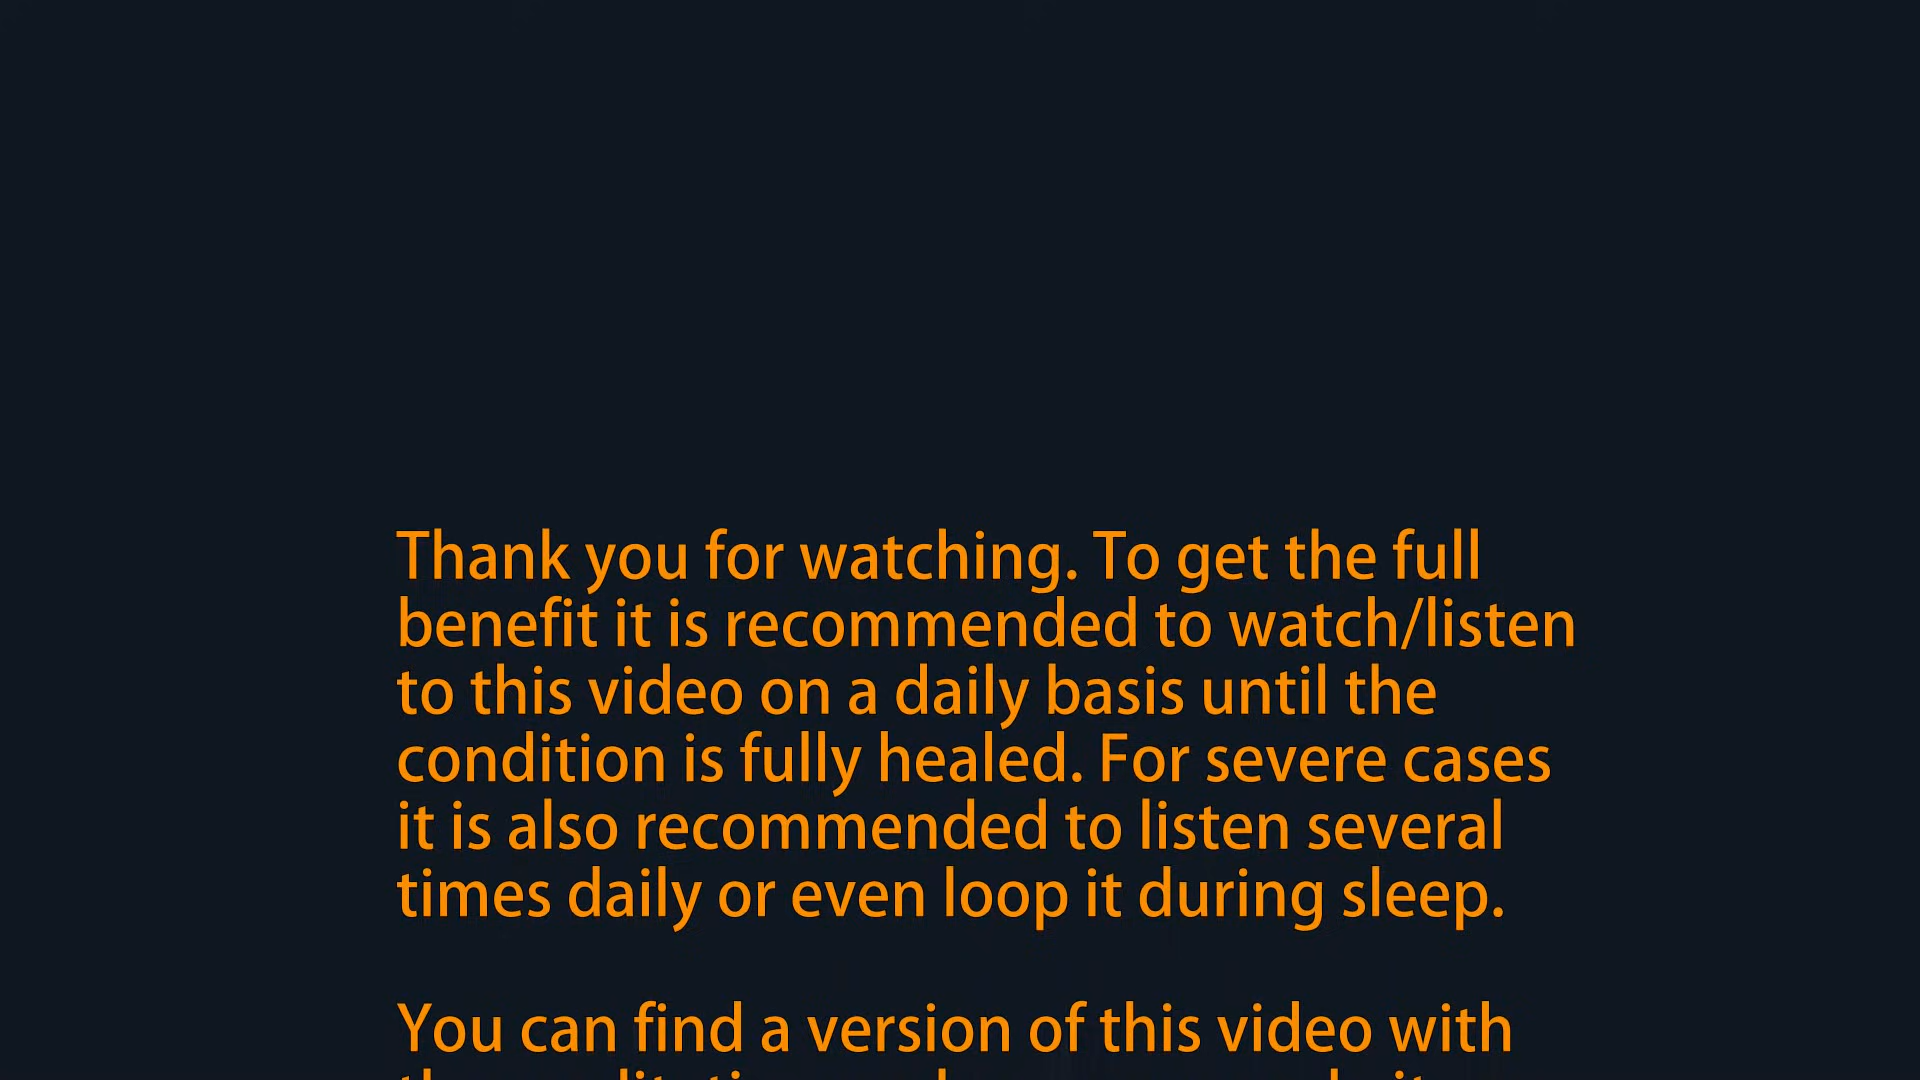 Thank you for watching. To get the full
benefit it is recommended to watch/listen
to this video on a daily basis until the
condition is fully healed. For severe cases
it is also recommended to listen several
times daily or even loop it during sleep.
You can find a version of this video with